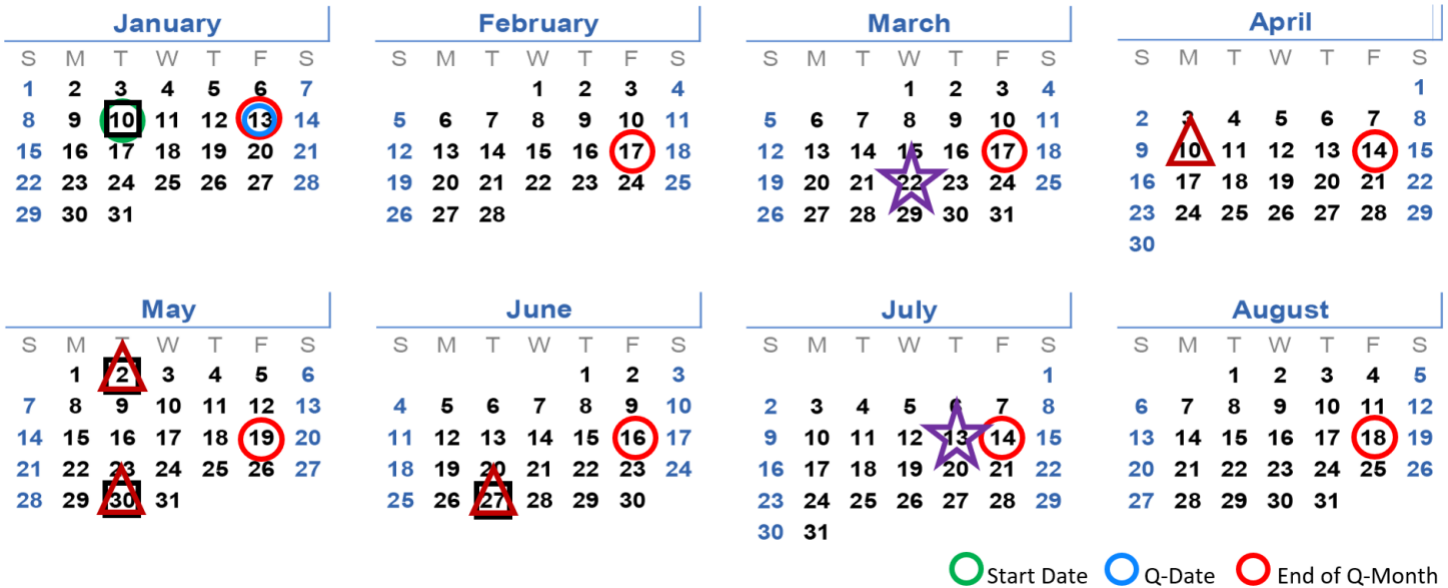 January February March April
S M T W T F S S M T W T F S S M T W T F S S M T W T F S
1 2 3 4 5 6 7 1 2 3 4 1 2 3 4 1
8 9 10 11 12 13 14 5 6 7 8 9 10 11 5 6 7 8 9 10 11 2 3 4 5 6 7 8
15 16 17 18 19 20 21 12 13 14 15 16 17 18 12 13 14 15 16 17 18 9 10 11 12 13 14 15
22 23 24 25 26 27 28 19 20 21 22 23 24 25 19 20 21 22 23 24 25 16 17 18 19 20 21 22
29 30 31 26 27 28 26 27 28 29 30 31 23 24 25 26 27 28 29
30
May June July August
S M T W T F S S M T W T F S S M T W T F S S M T W T F S
1 2 3 4 5 6 1 2 3 1 1 2 3 4 5
7 8 9 10 11 12 13 4 5 6 7 8 9 10 2 3 4 5 6 7 8 6 7 8 9 10 11 12
14 15 16 17 18 19 20 11 12 13 14 15 16 17 9 10 11 12 13 14 15 13 14 15 16 17 18 19
21 22 23 24 25 26 27 18 19 20 21 22 23 24 16 17 18 19 20 21 22 20 21 22 23 24 25 26
28 29 30 31 25 26 27 28 29 30 23 24 25 26 27 28 29 27 28 29 30 31
30 31
Start Date Q-Date End of Q-Month